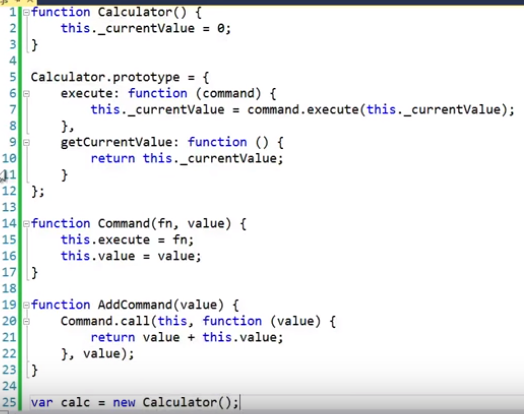 1 function Calculator() {
2     this._currentValue = 0;
3 }
4
5 Calculator.prototype = {
6     execute: function (command) {
7         this._currentValue = command.execute(this._currentValue);
8     },
9     getCurrentValue: function () {
10         return this._currentValue;
11     }
12 };
13
14 function Command(fn, value) {
15     this.execute = fn;
16     this.value = value;
17 }
18
19 function AddCommand(value) {
20     Command.call(this, function (value) {
21         return value + this.value;
22     }, value);
23 }
24
25 var calc = new Calculator();